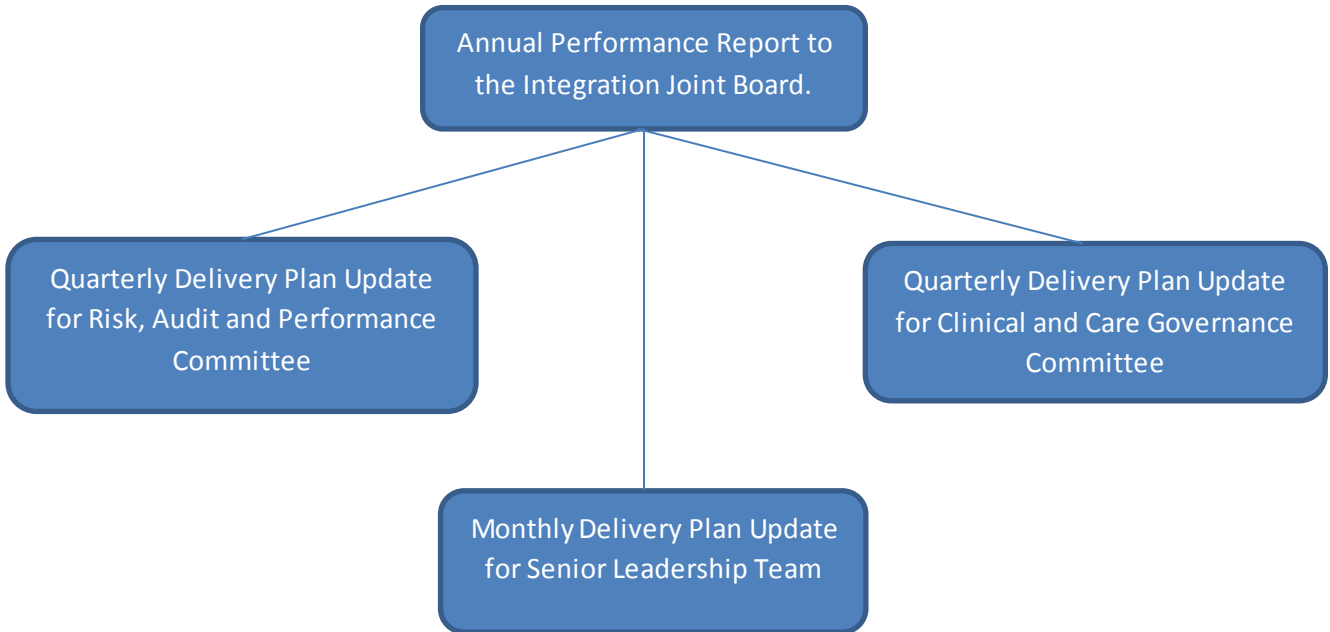 Annual Performance Report to
the Integration Joint Board.
Quarterly Delivery Plan Update
for Risk, Audit and Performance
Committee
Quarterly Delivery Plan Update
for Clinical and Care Governance
Committee
Monthly Delivery Plan Update
for Senior Leadership Team